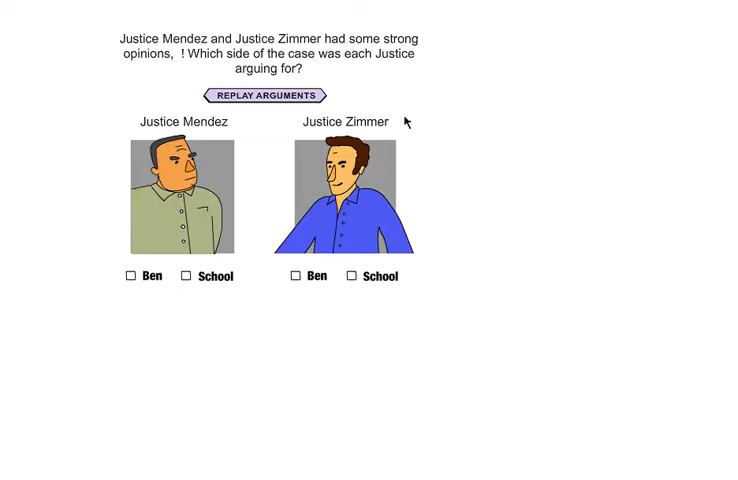 Justice Mendez and Justice Zimmer had some strong
opinions,  ! Which side of the case was each Justice
arguing for?
REPLAY ARGUMENTS
Justice Mendez
Justice Zimmer
Ben
School
Ben
School